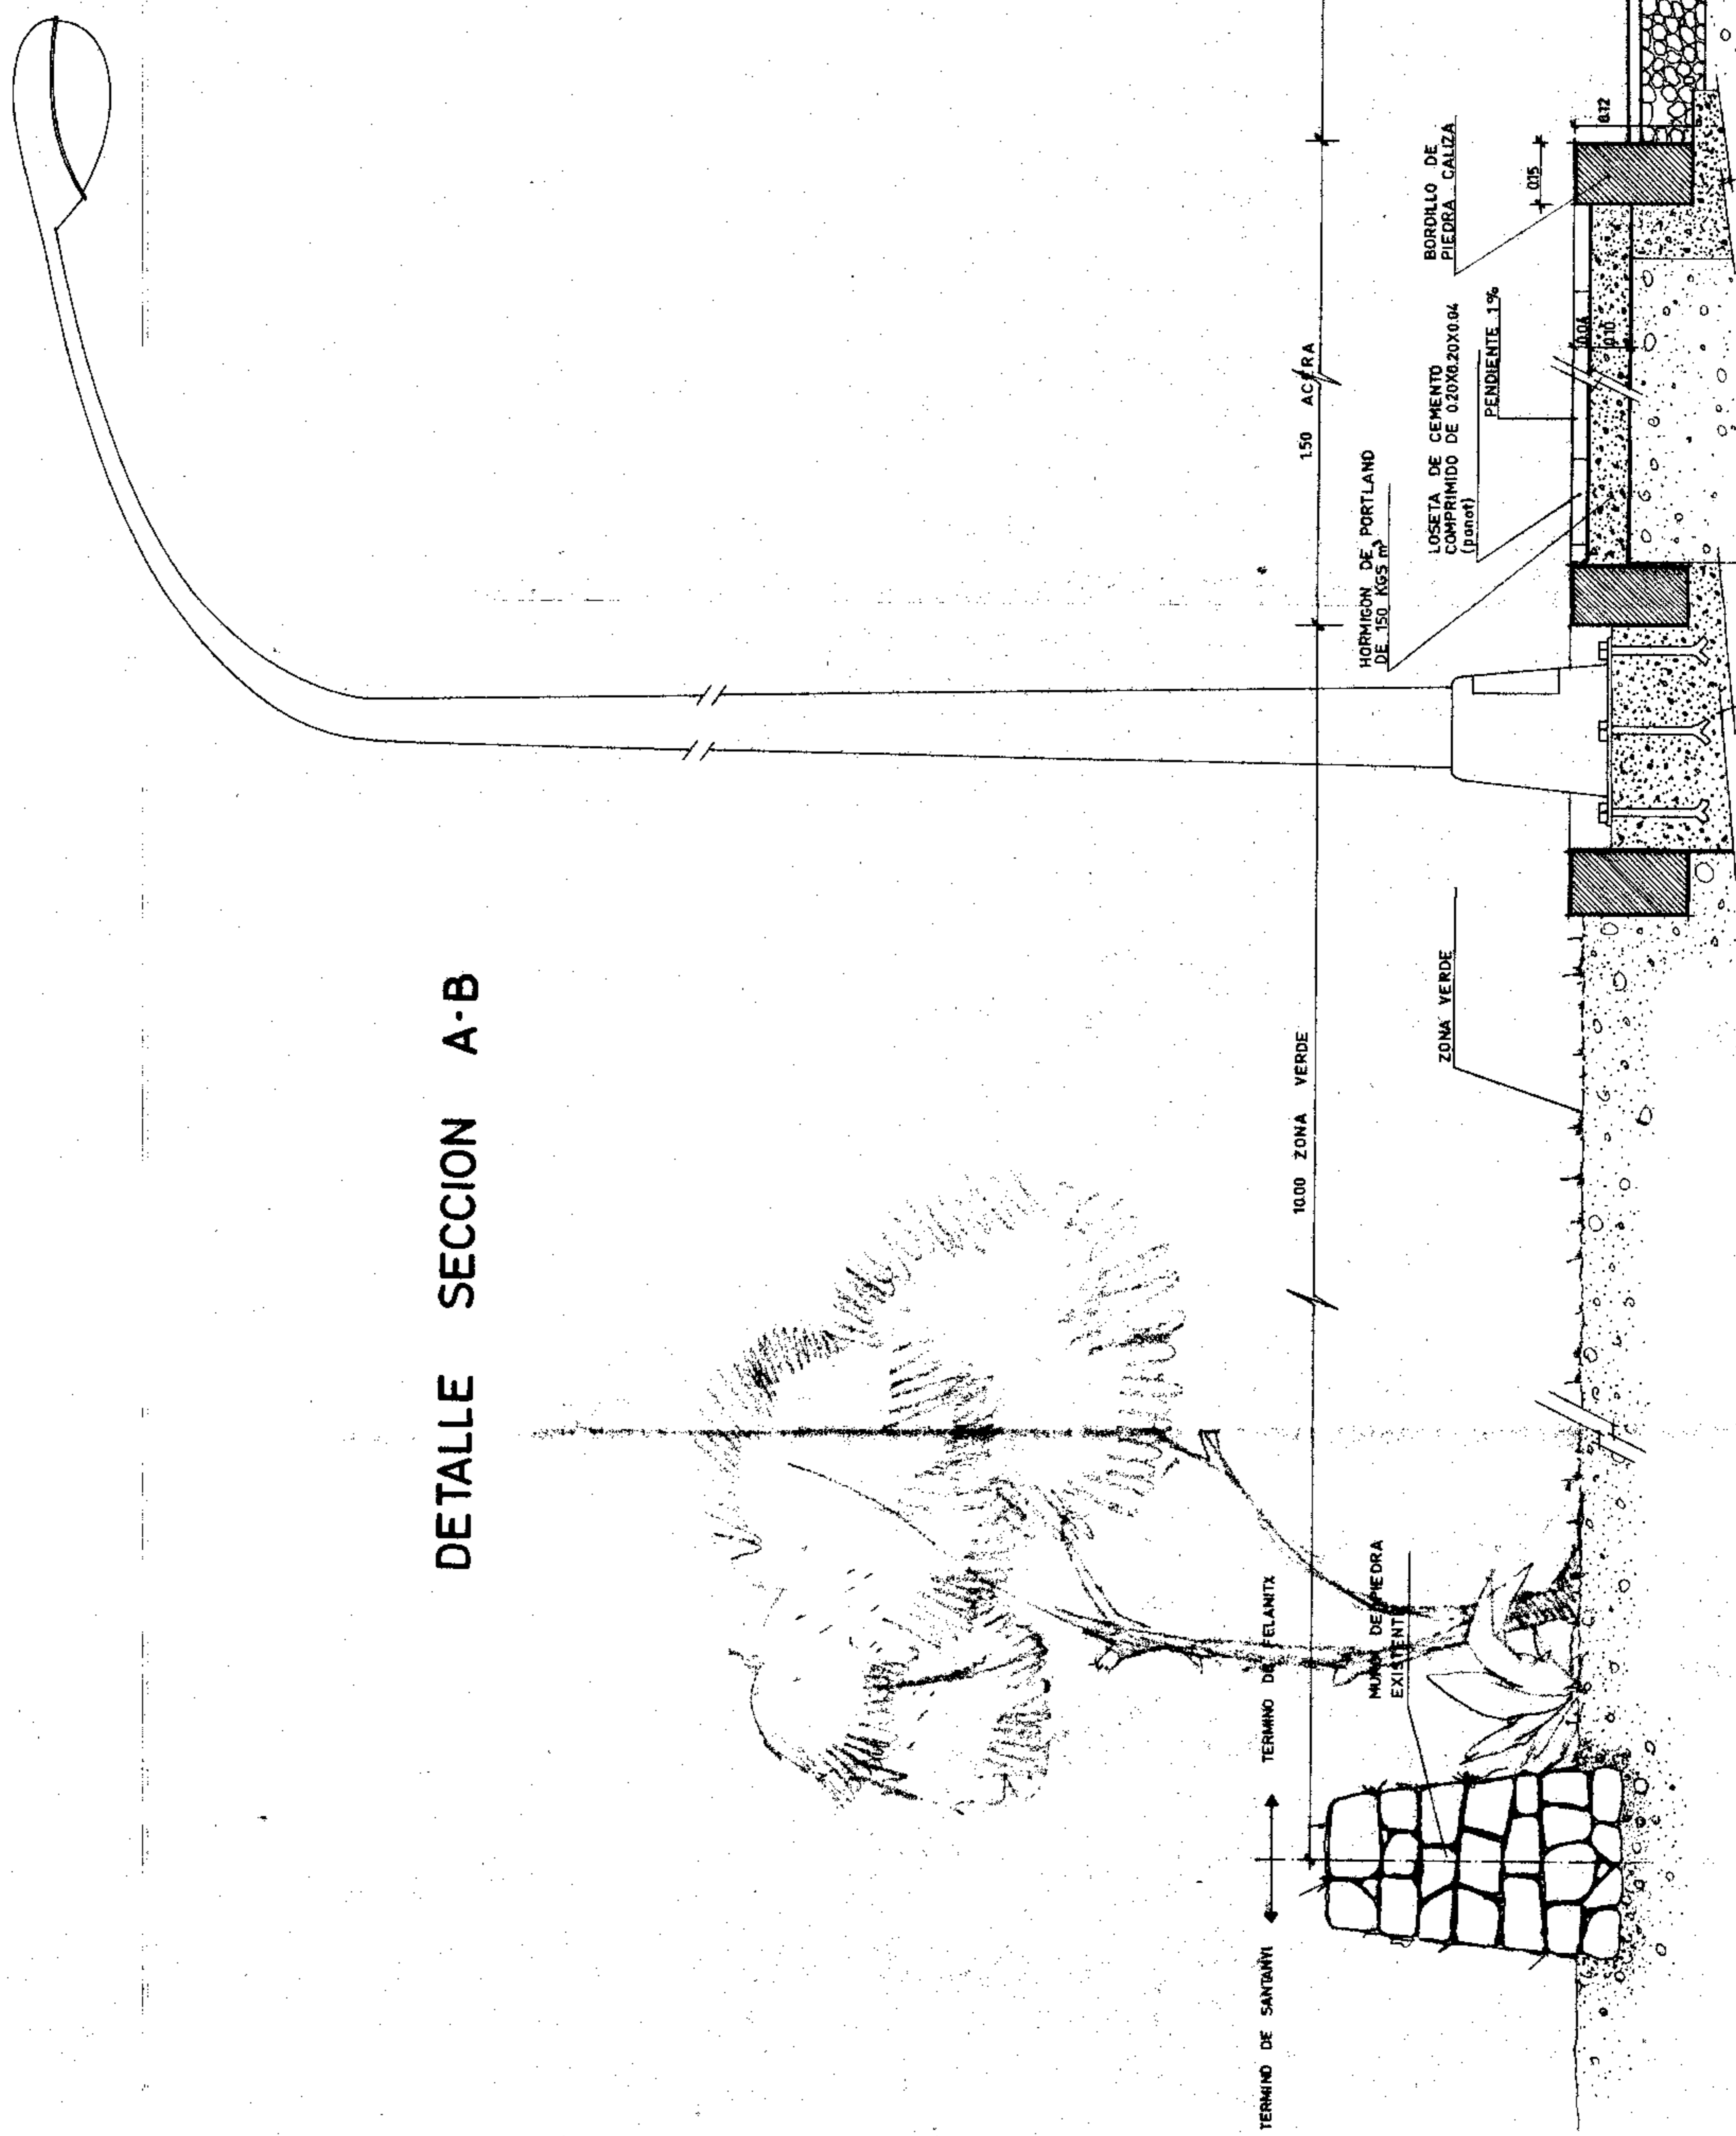 DETALLE SECCION A-B
TERMINO DE SANTANYI
TERMINO DE FELANITX
10.00 ZONA VERDE
1.50 ACERA
MURO DE PIEDRA
EXISTENTE
ZONA VERDE
HORMIGON DE PORTLAND
DE 150 KGS m³
LOSETA DE CEMENTO
COMPRIMIDO DE 0.20X0.20X0.04
(panot)
PENDIENTE 1%
BORDILLO DE
PIEDRA CALIZA
0.15
0.04
0.10